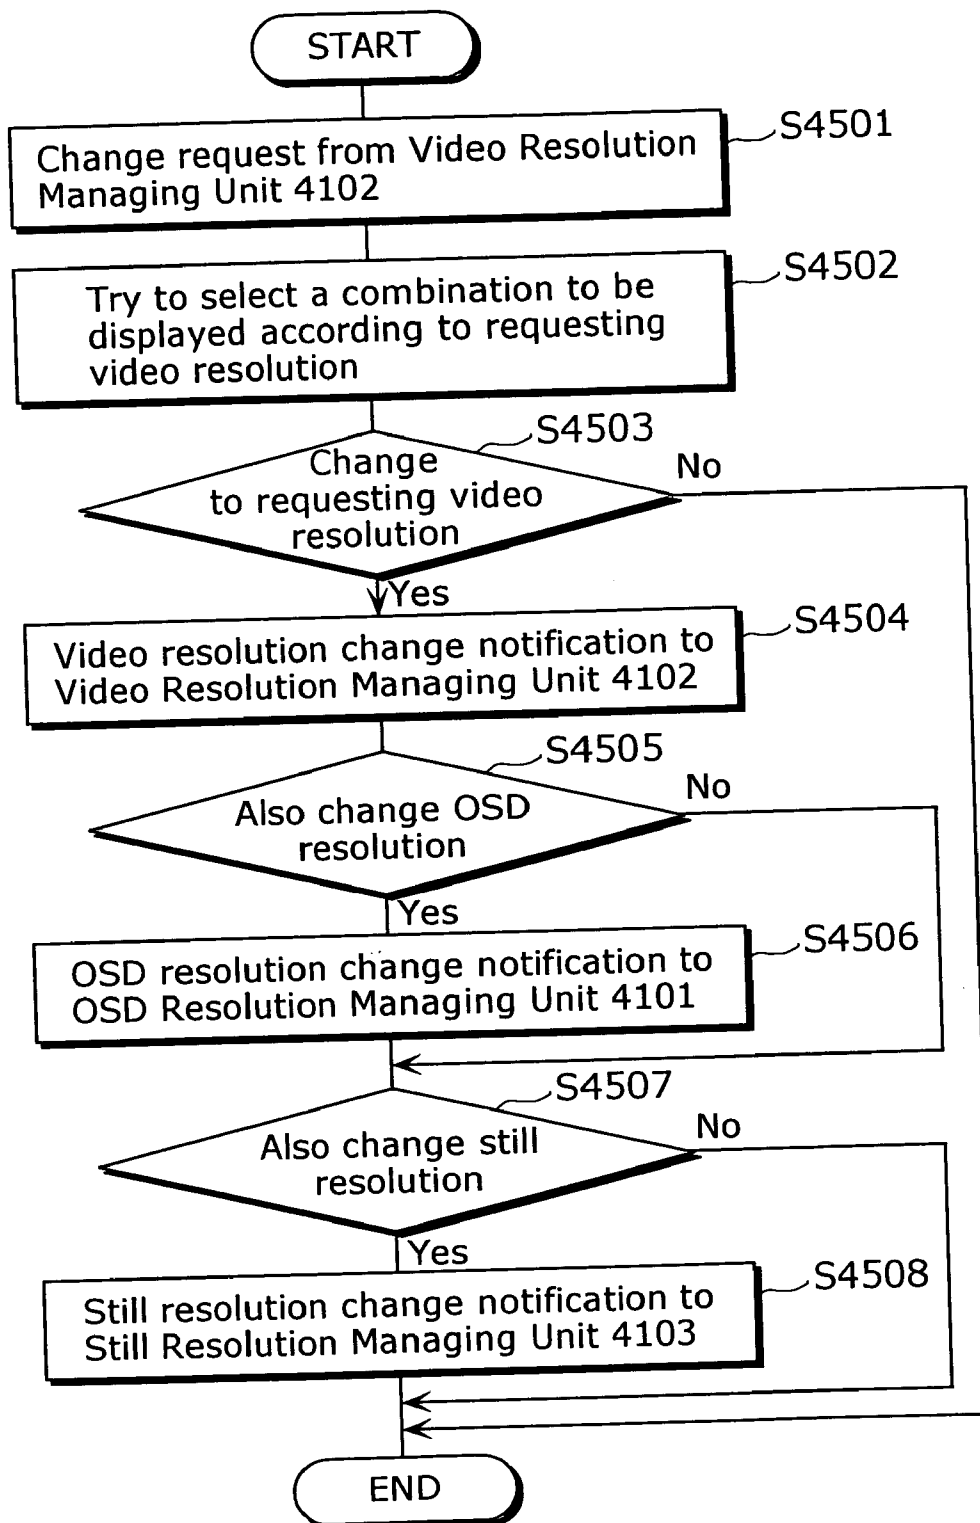 START
S4501
Change request from Video Resolution
Managing Unit 4102
S4502
Try to select a combination to be
displayed according to requesting
video resolution
S4503
Change
to requesting video
resolution
No
Yes
S4504
Video resolution change notification to
Video Resolution Managing Unit 4102
S4505
Also change OSD
resolution
No
Yes
S4506
OSD resolution change notification to
OSD Resolution Managing Unit 4101
S4507
Also change still
resolution
No
Yes
S4508
Still resolution change notification to
Still Resolution Managing Unit 4103
END